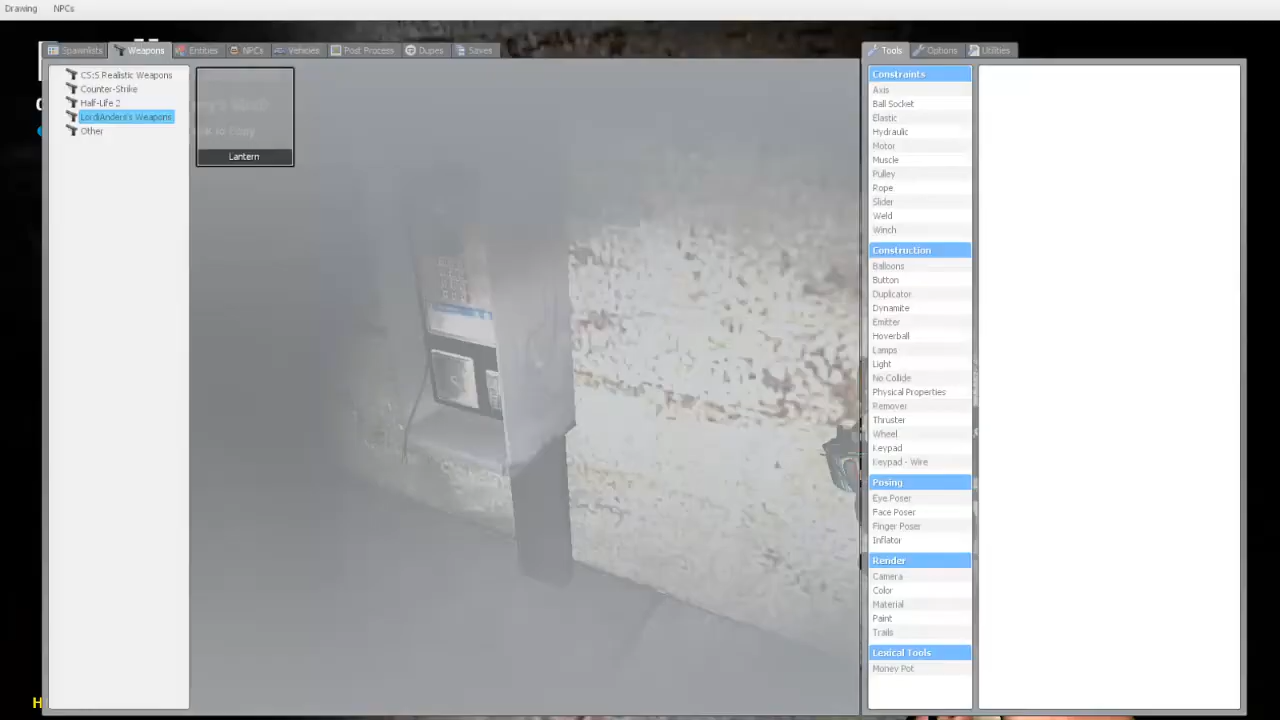 Drawing NPCs
Spawnlists Weapons Entities NPCs Vehicles Post Process Dupes Saves
CS:S Realistic Weapons
Counter-Strike
Half-Life 2
LordiAnders's Weapons
Other
Lantern
to Copy
H
Tools Options Utilities
Constraints
Axis
Ball Socket
Elastic
Hydraulic
Motor
Muscle
Pulley
Rope
Slider
Weld
Winch
Construction
Balloons
Button
Duplicator
Dynamite
Emitter
Hoverball
Lamps
Light
No Collide
Physical Properties
Remover
Thruster
Wheel
Keypad
Keypad - Wire
Posing
Eye Poser
Face Poser
Finger Poser
Inflator
Render
Camera
Color
Material
Paint
Trails
Lexical Tools
Money Pot